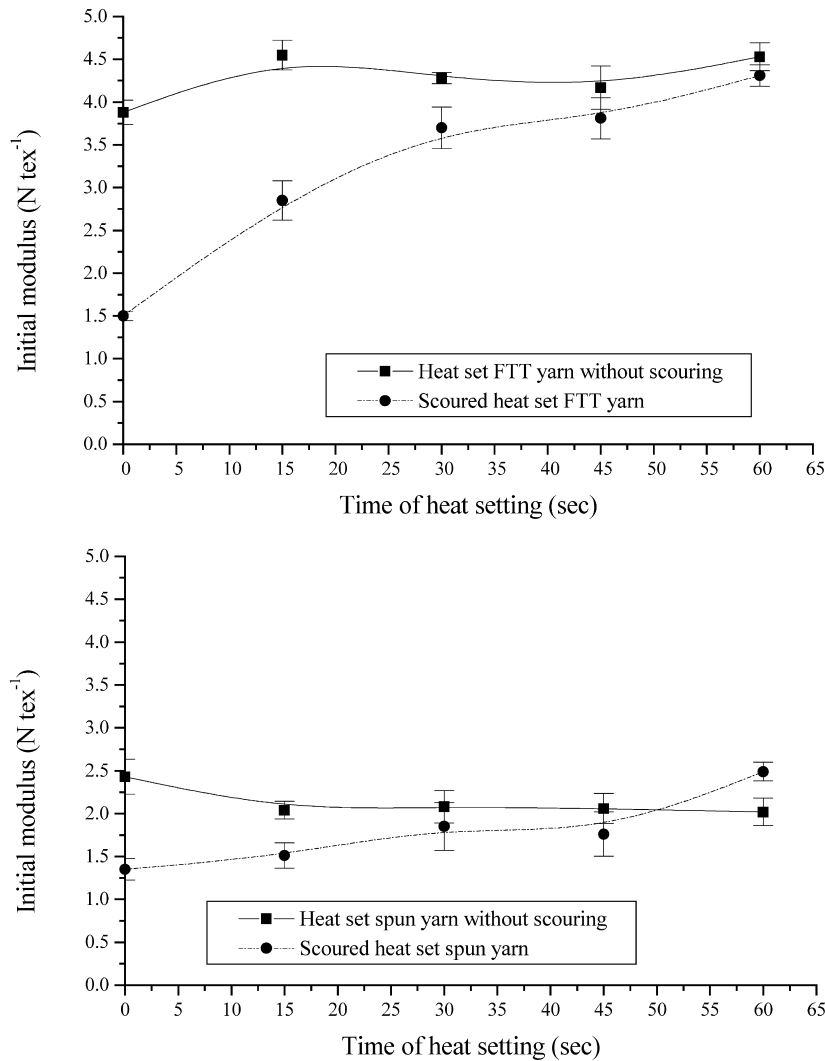 5.0
4.5
4.0
3.5
3.0
2.5
2.0
1.5
1.0
0.5
0.0
Initial modulus (N tex⁻¹)
Heat set FTT yarn without scouring
Scoured heat set FTT yarn
0 5 10 15 20 25 30 35 40 45 50 55 60 65
Time of heat setting (sec)
5.0
4.5
4.0
3.5
3.0
2.5
2.0
1.5
1.0
0.5
0.0
Initial modulus (N tex⁻¹)
Heat set spun yarn without scouring
Scoured heat set spun yarn
0 5 10 15 20 25 30 35 40 45 50 55 60 65
Time of heat setting (sec)